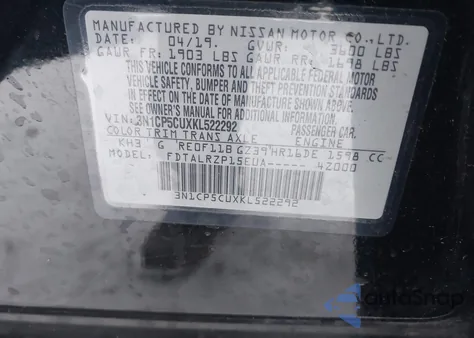 MANUFACTURED BY NISSAN MOTOR CO.,LTD.
DATE: 04/19. GVWR: 3600 LBS
GAWR FR: 1903 LBS GAWR RR: 1698 LBS
THIS VEHICLE CONFORMS TO ALL APPLICABLE FEDERAL MOTOR
VEHICLE SAFETY, BUMPER AND THEFT PREVENTION STANDARDS
IN EFFECT ON THE DATE OF MANUFACTURE SHOWN ABOVE.
SEE OWNER'S MANUAL FOR ADDITIONAL INFORMATION.
VIN: 3N1CP5CUXKL522292 PASSENGER CAR
COLOR TRIM TRANS AXLE ENGINE
KH3 G RE0F11B GZ39 HR16DE 1598 CC
MODEL: FDTALRZP15EUA----- 42000
3N1CP5CUXKL522292
autoSnap